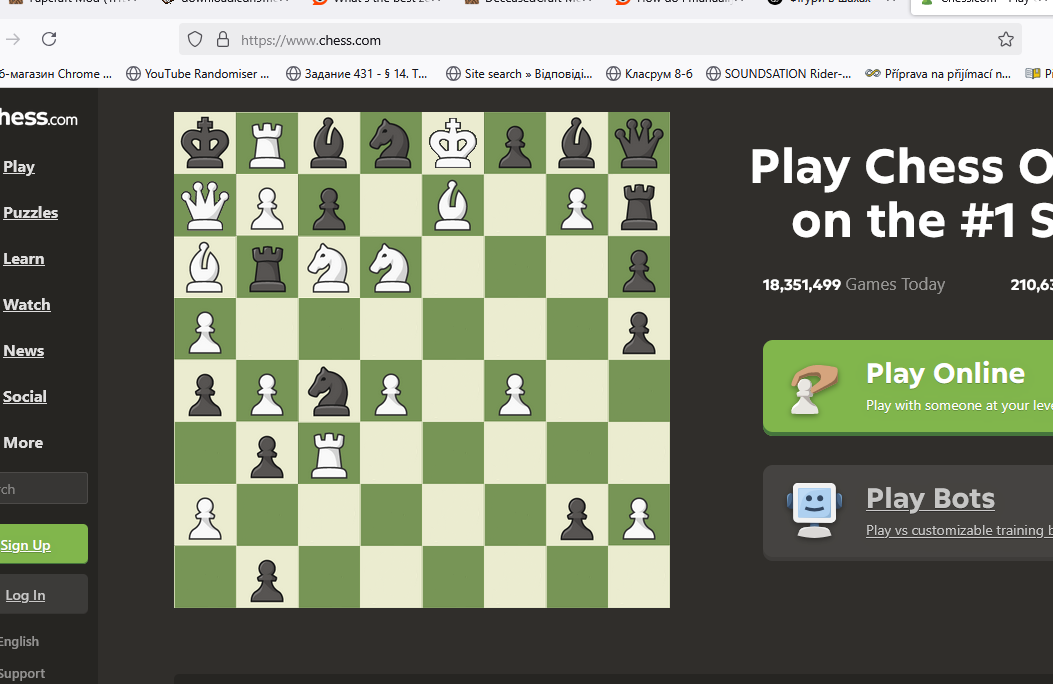 https://www.chess.com
б-магазин Chrome ...
YouTube Randomiser ...
Задание 431 - § 14. Т...
Site search » Відповіді...
Класрум 8-б
SOUNDSATION Rider-...
Příprava na přijímací n...
hess.com
Play
Puzzles
Learn
Watch
News
Social
More
rch
Sign Up
Log In
English
Support
Play Chess O
on the #1 S
18,351,499 Games Today
210,63
Play Online
Play with someone at your leve
Play Bots
Play vs customizable training b